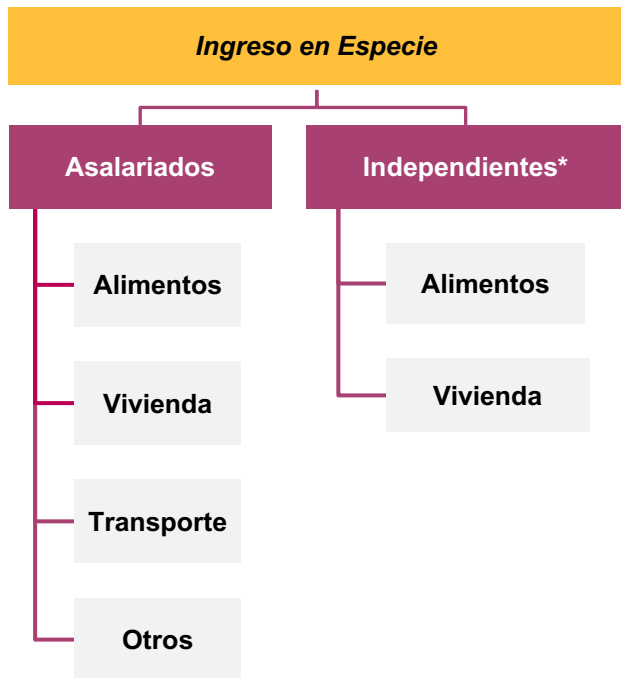 Ingreso en Especie
Asalariados
Independientes*
Alimentos
Vivienda
Transporte
Otros
Alimentos
Vivienda